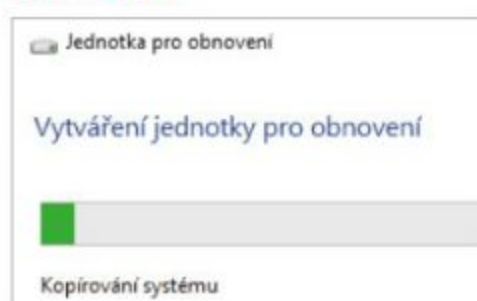 Jednotka pro obnovení
Vytváření jednotky pro obnovení
Kopírování systému